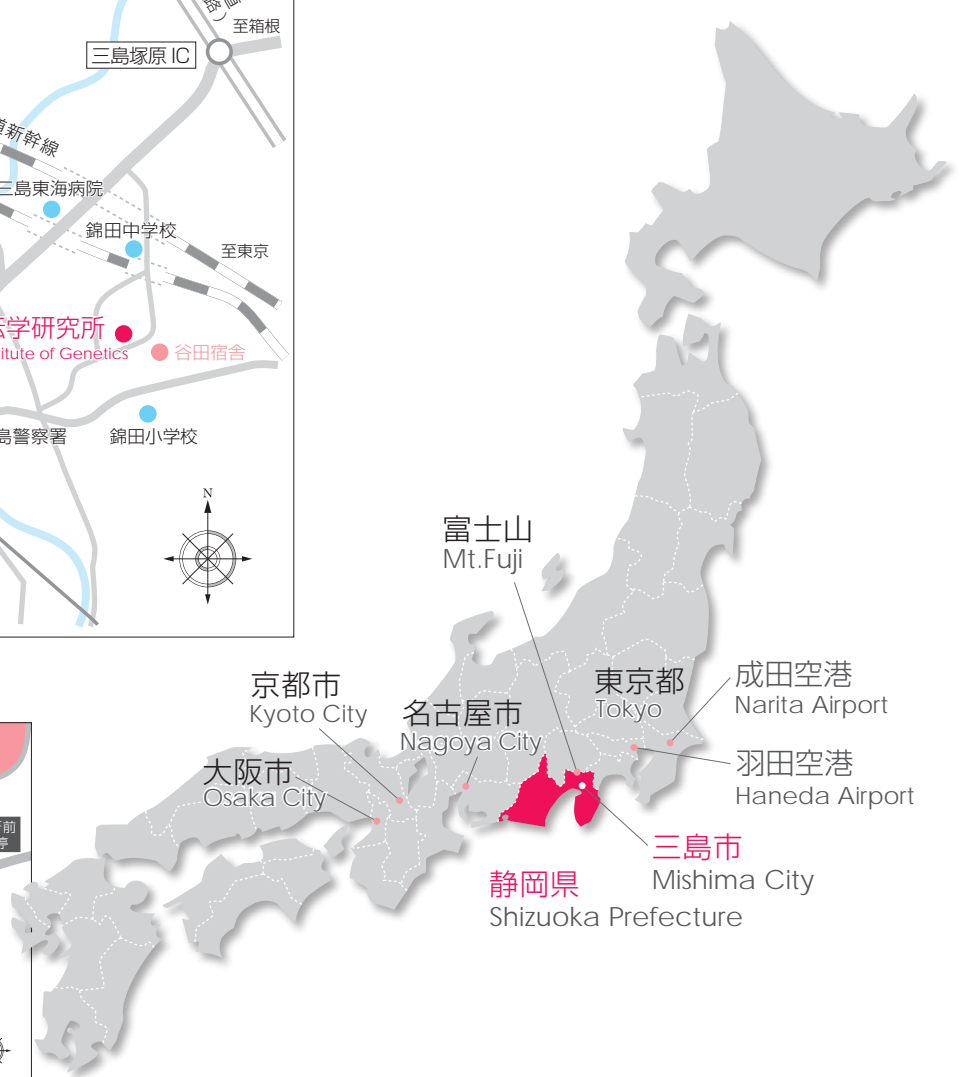 至箱根
三島塚原 IC
新幹線
三島東海病院
錦田中学校
至東京
学研究所
itute of Genetics
谷田宿舎
島警察署
錦田小学校
N
富士山
Mt.Fuji
京都市
Kyoto City
名古屋市
Nagoya City
東京都
Tokyo
成田空港
Narita Airport
大阪市
Osaka City
羽田空港
Haneda Airport
三島市
Mishima City
静岡県
Shizuoka Prefecture
前
停